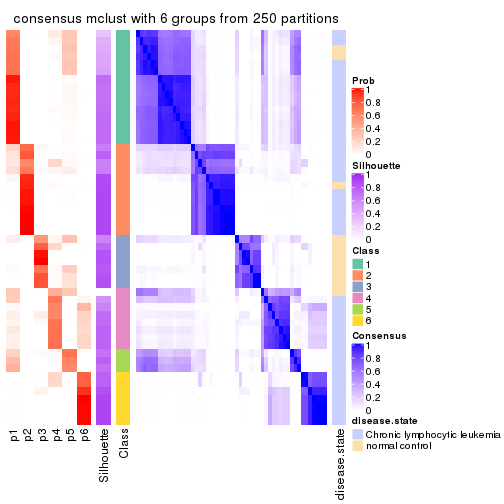 consensus mclust with 6 groups from 250 partitions
Prob
1
0.8
0.6
0.4
0.2
0
Silhouette
1
0.8
0.6
0.4
0.2
0
Class
1
2
3
4
5
6
Consensus
1
0.8
0.6
0.4
0.2
0
disease.state
Chronic lymphocytic leukemia
normal control
p1
p2
p3
p4
p5
p6
Silhouette
Class
disease.state